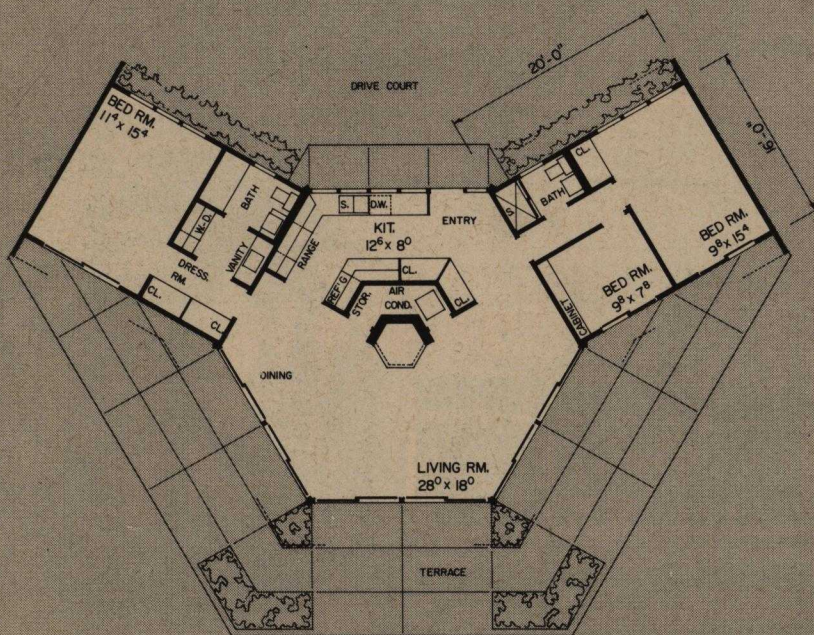 DRIVE COURT
20'-0"
16'-0"
BED RM.
11⁴ x 15⁴
BATH
W-D.
VANITY
DRESS.
RM.
CL.
CL.
RANGE
S.
D.W.
KIT.
12⁶ x 8⁰
ENTRY
REF'G
STOR.
CL.
AIR
COND.
CL.
S.
BATH
CL.
BED RM.
9⁸ x 15⁴
BED RM.
9⁸ x 7⁸
CABINET
DINING
LIVING RM.
28⁰ x 18⁰
TERRACE